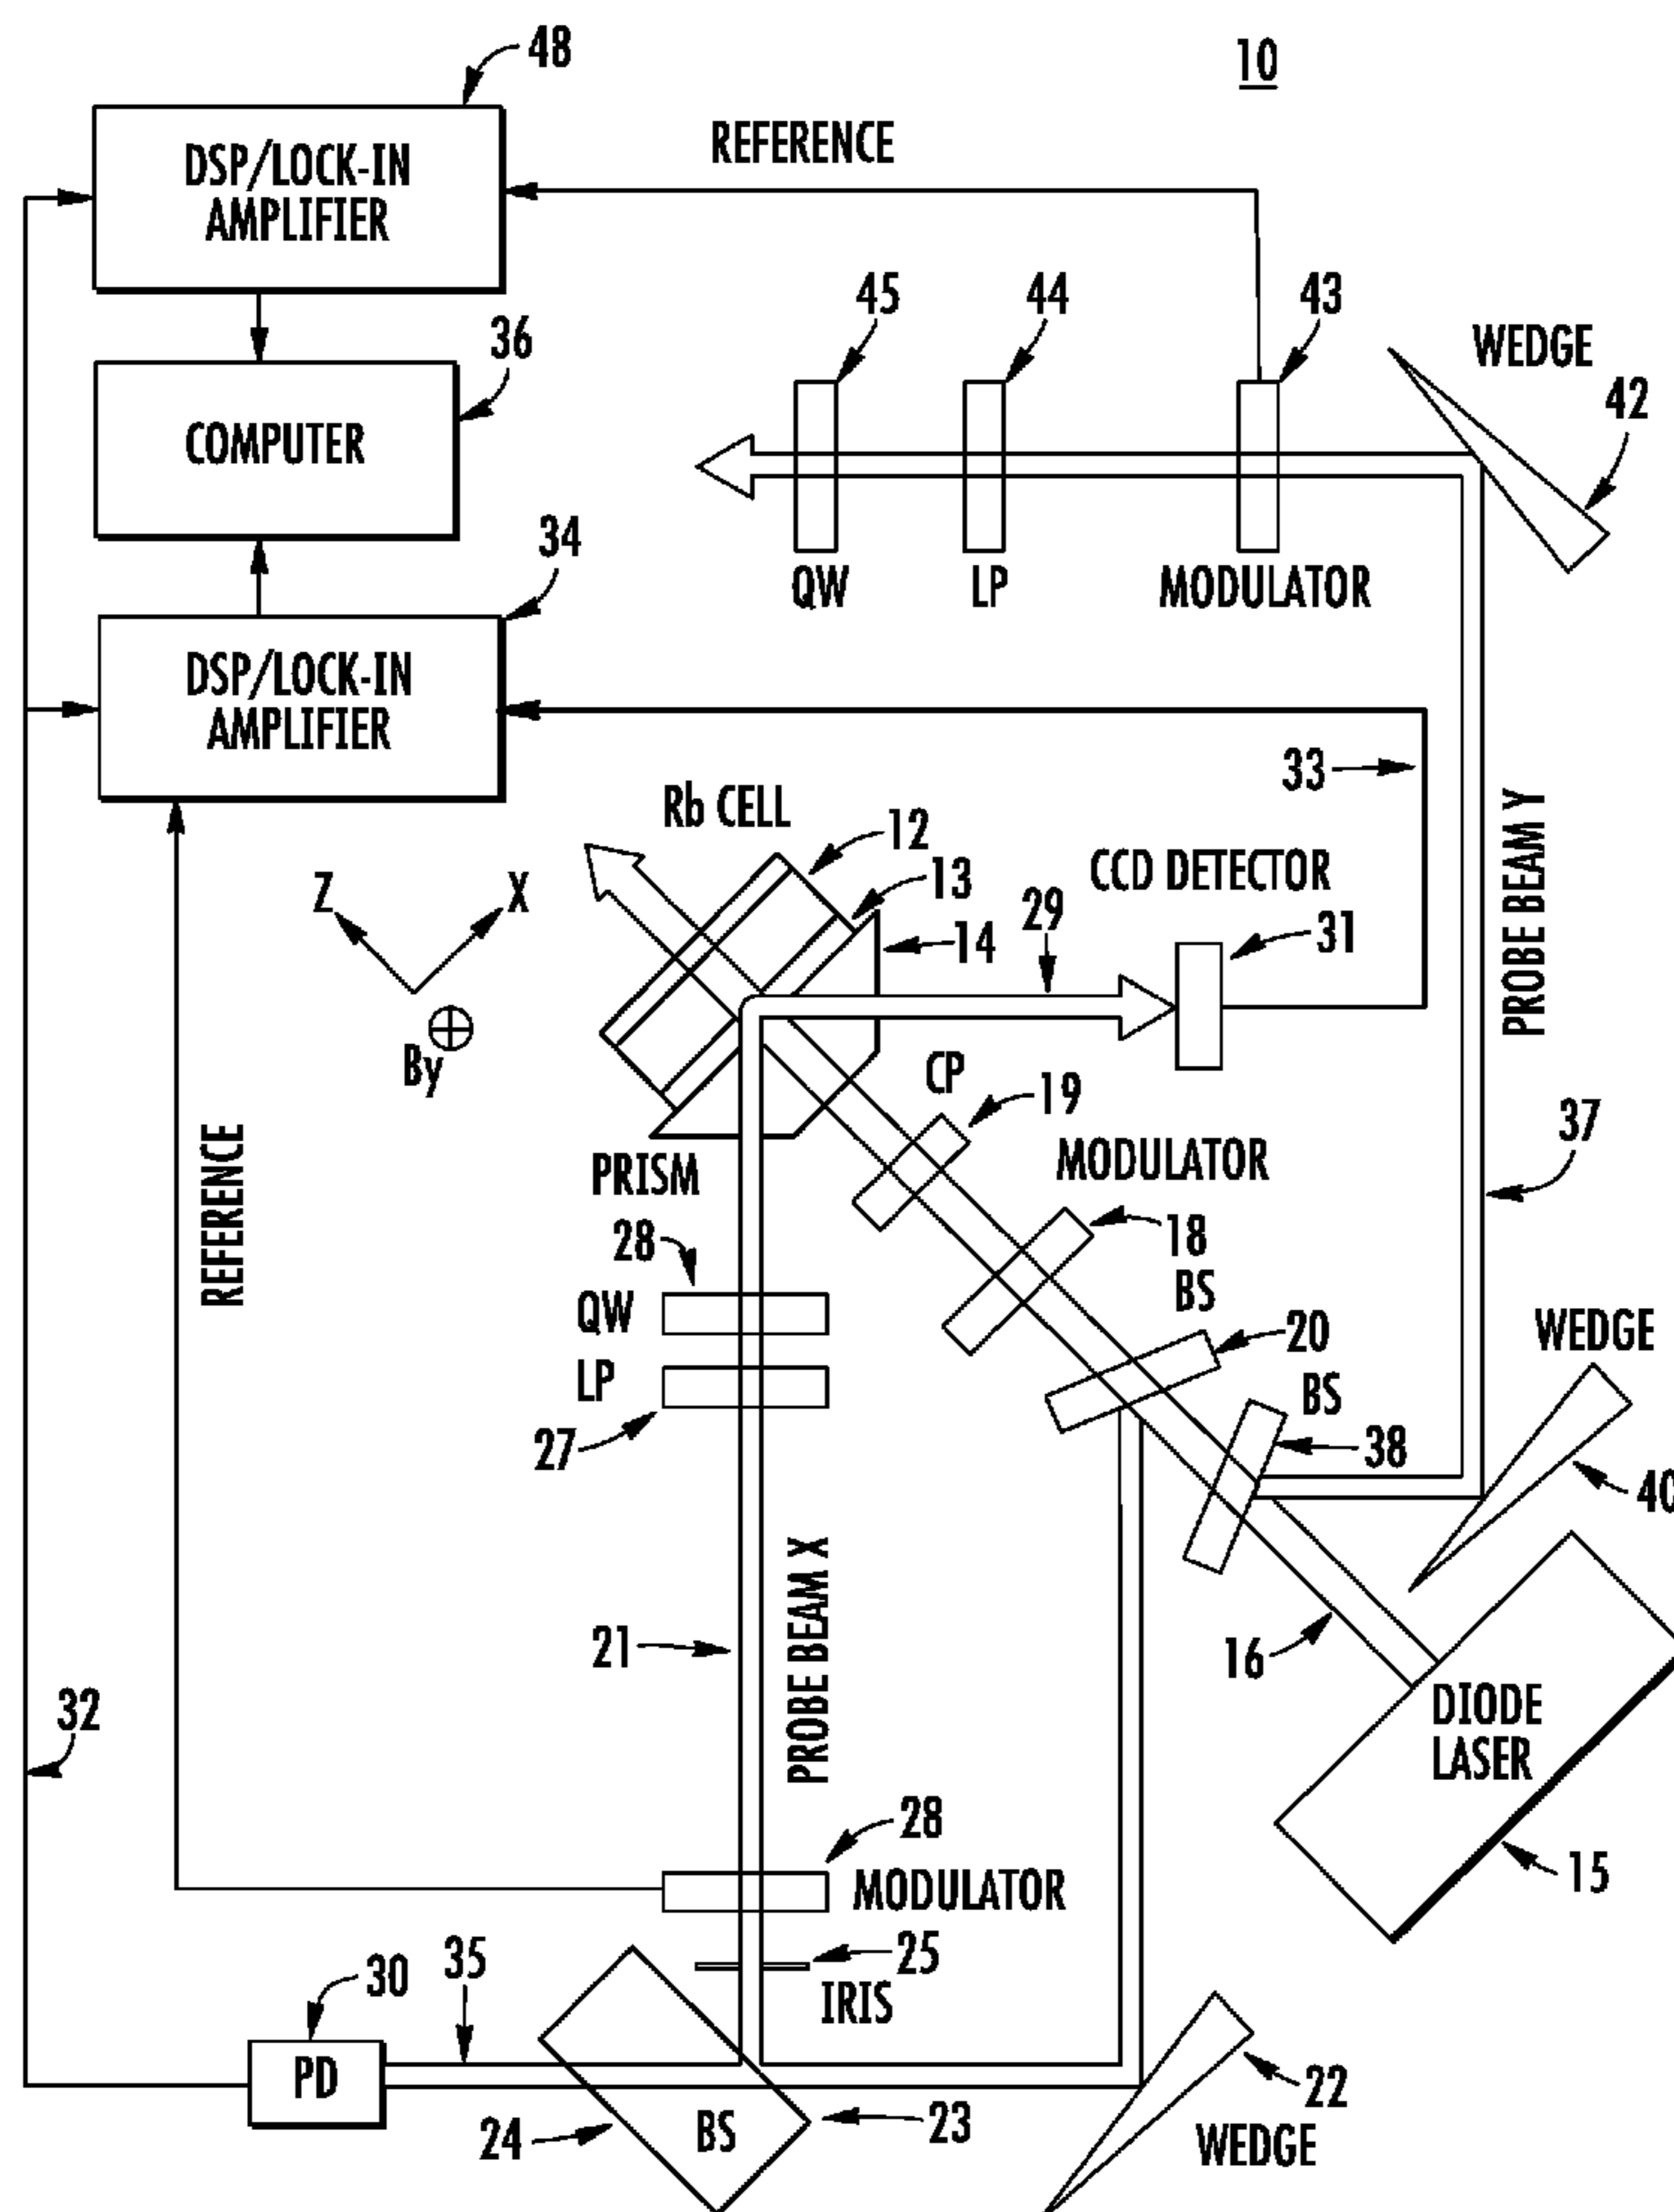 48
10
DSP/LOCK-IN
AMPLIFIER
REFERENCE
45
44
43
WEDGE
36
42
COMPUTER
34
QW
LP
MODULATOR
DSP/LOCK-IN
AMPLIFIER
33
PROBE BEAM Y
Rb CELL
12
CCD DETECTOR
13
Z
X
29
14
31
By
CP
19
37
REFERENCE
PRISM
MODULATOR
28
18
BS
QW
20
WEDGE
LP
BS
27
38
40
PROBE BEAM X
21
16
32
DIODE
LASER
28
MODULATOR
15
35
25
30
IRIS
PD
22
24
BS
23
WEDGE